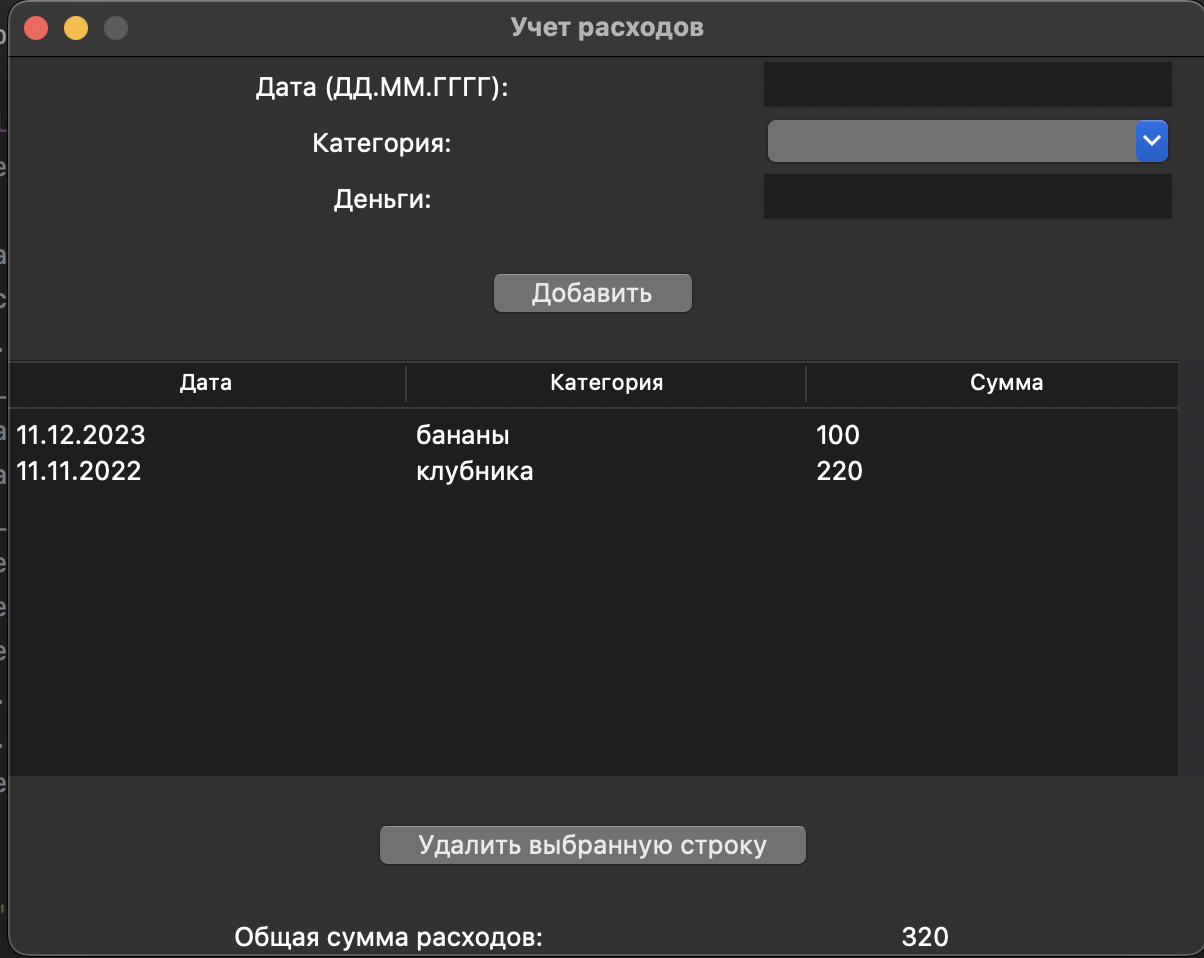 Учет расходов
Дата (ДД.ММ.ГГГГ):
Категория:
Деньги:
Добавить
Дата Категория Сумма
11.12.2023 бананы 100
11.11.2022 клубника 220
Удалить выбранную строку
Общая сумма расходов: 320